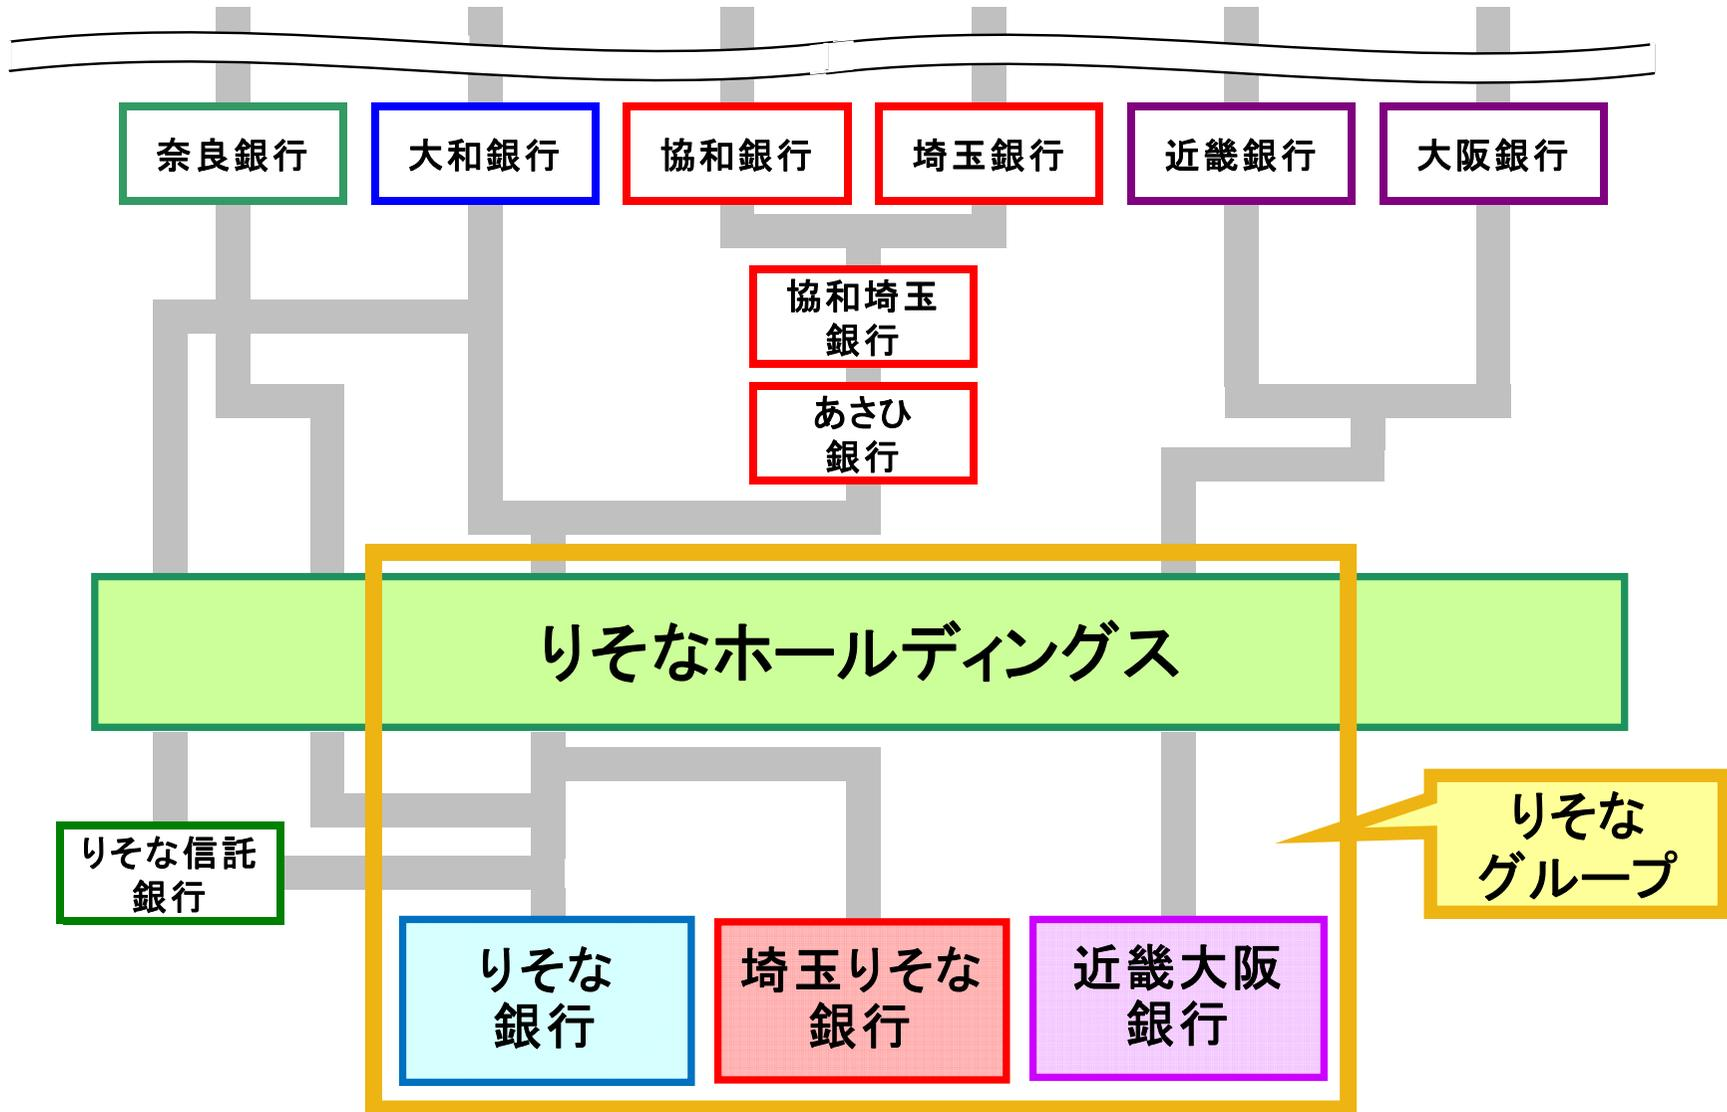 奈良銀行
大和銀行
協和銀行
埼玉銀行
近畿銀行
大阪銀行
協和埼玉
銀行
あさひ
銀行
りそなホールディングス
りそな
グループ
りそな信託
銀行
りそな
銀行
埼玉りそな
銀行
近畿大阪
銀行